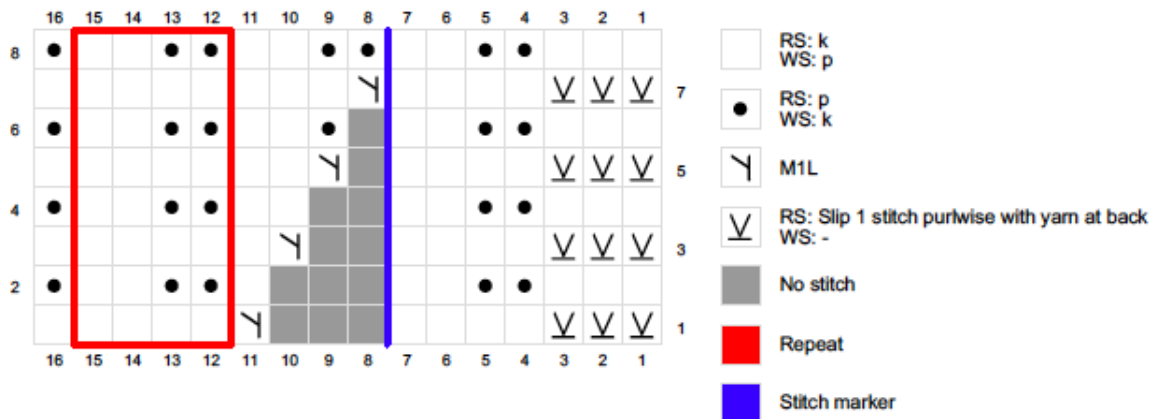 16 15 14 13 12 11 10 9 8 7 6 5 4 3 2 1
8
7
6
5
4
3
2
1
16 15 14 13 12 11 10 9 8 7 6 5 4 3 2 1
RS: k
WS: p
RS: p
WS: k
M1L
RS: Slip 1 stitch purlwise with yarn at back
WS: -
No stitch
Repeat
Stitch marker